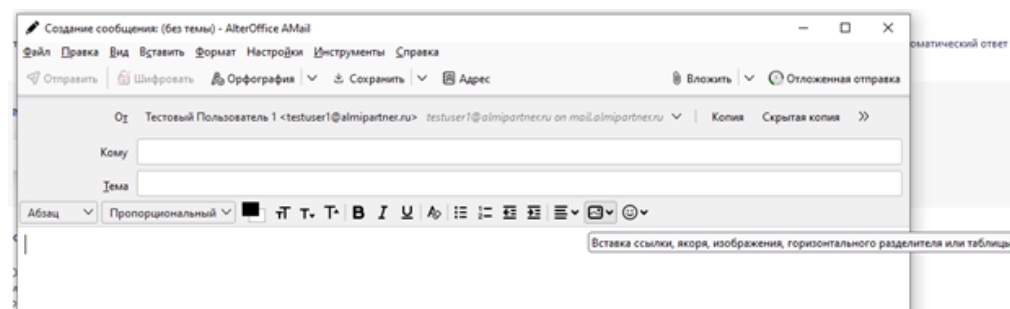 Создание сообщения: (без темы) - AlterOffice AMail
Файл Правка Вид Вставить Формат Настройки Инструменты Справка
оматический ответ
Отправить Шифровать Орфография Сохранить Адрес Вложить Отложенная отправка
От Тестовый Пользователь 1 <testuser1@almipartner.ru> testuser1@almipartner.ru on mail.almipartner.ru Копия Скрытая копия
Кому
Тема
Абзац Пропорциональный
Вставка ссылки, якоря, изображения, горизонтального разделителя или таблицы